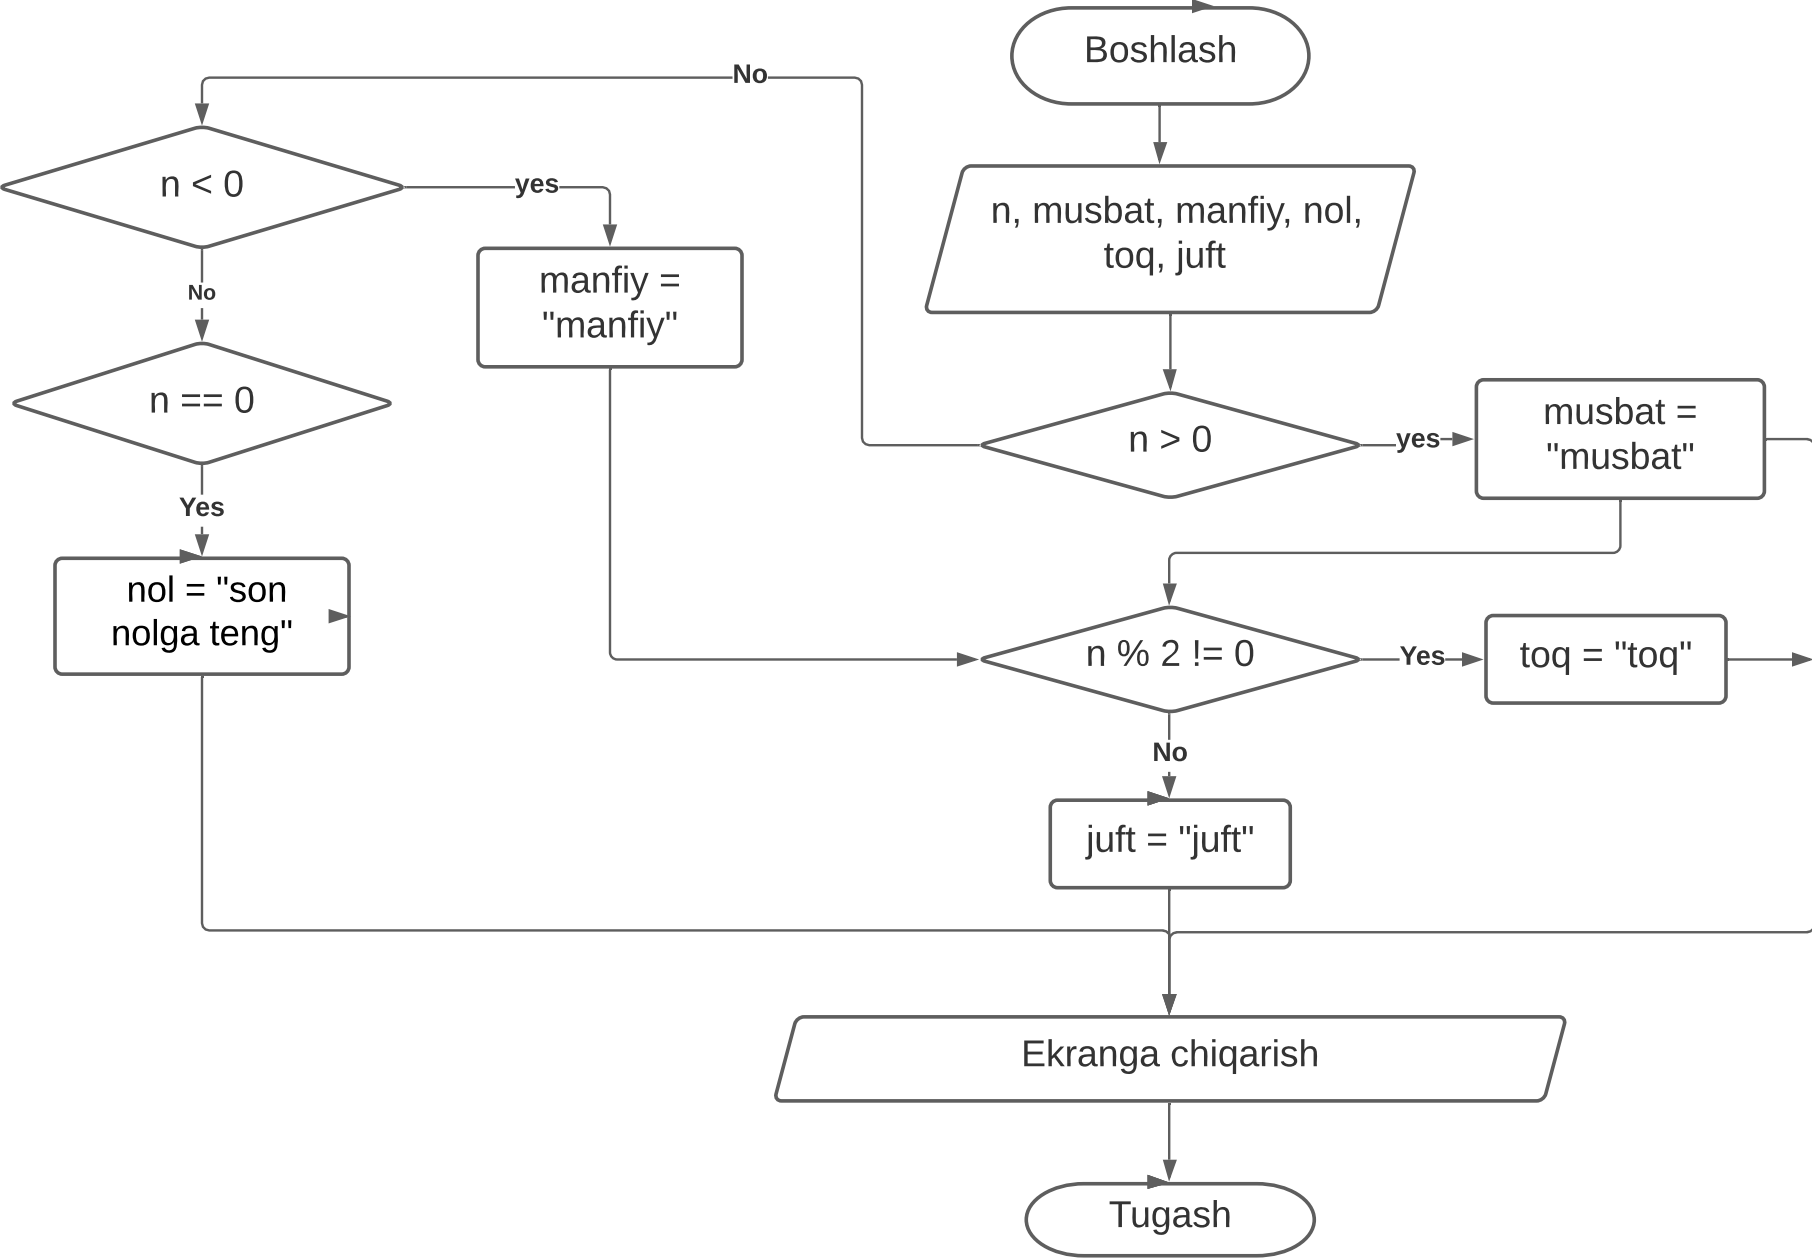 Boshlash
No
n < 0
yes
n, musbat, manfiy, nol,
toq, juft
manfiy =
"manfiy"
No
n == 0
n > 0
yes
musbat =
"musbat"
Yes
nol = "son
nolga teng"
n % 2 != 0
Yes
toq = "toq"
No
juft = "juft"
Ekranga chiqarish
Tugash